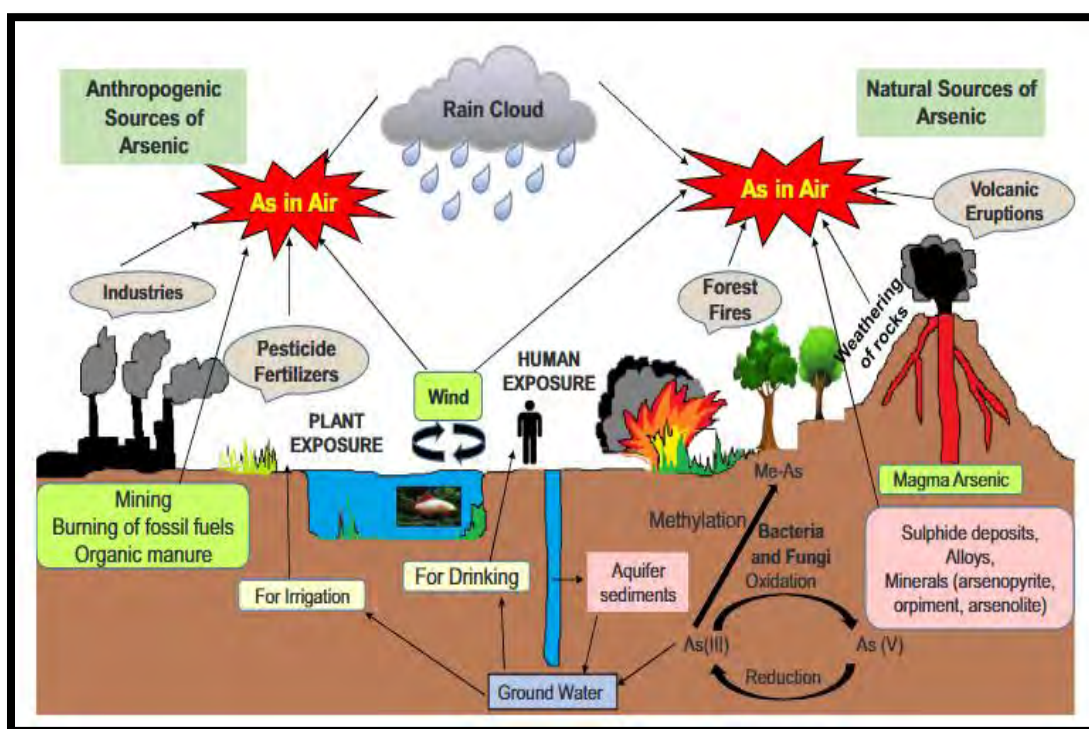 Anthropogenic
Sources of
Arsenic
Rain Cloud
Natural Sources of
Arsenic
As in Air
As in Air
Volcanic
Eruptions
Industries
Forest
Fires
Weathering
of rocks
Pesticide
Fertilizers
Wind
HUMAN
EXPOSURE
PLANT
EXPOSURE
Mining
Burning of fossil fuels
Organic manure
Me-As
Magma Arsenic
Methylation
Bacteria
and Fungi
Oxidation
Sulphide deposits,
Alloys,
Minerals (arsenopyrite,
orpiment, arsenolite)
For Drinking
Aquifer
sediments
For Irrigation
As(III)
As (V)
Reduction
Ground Water